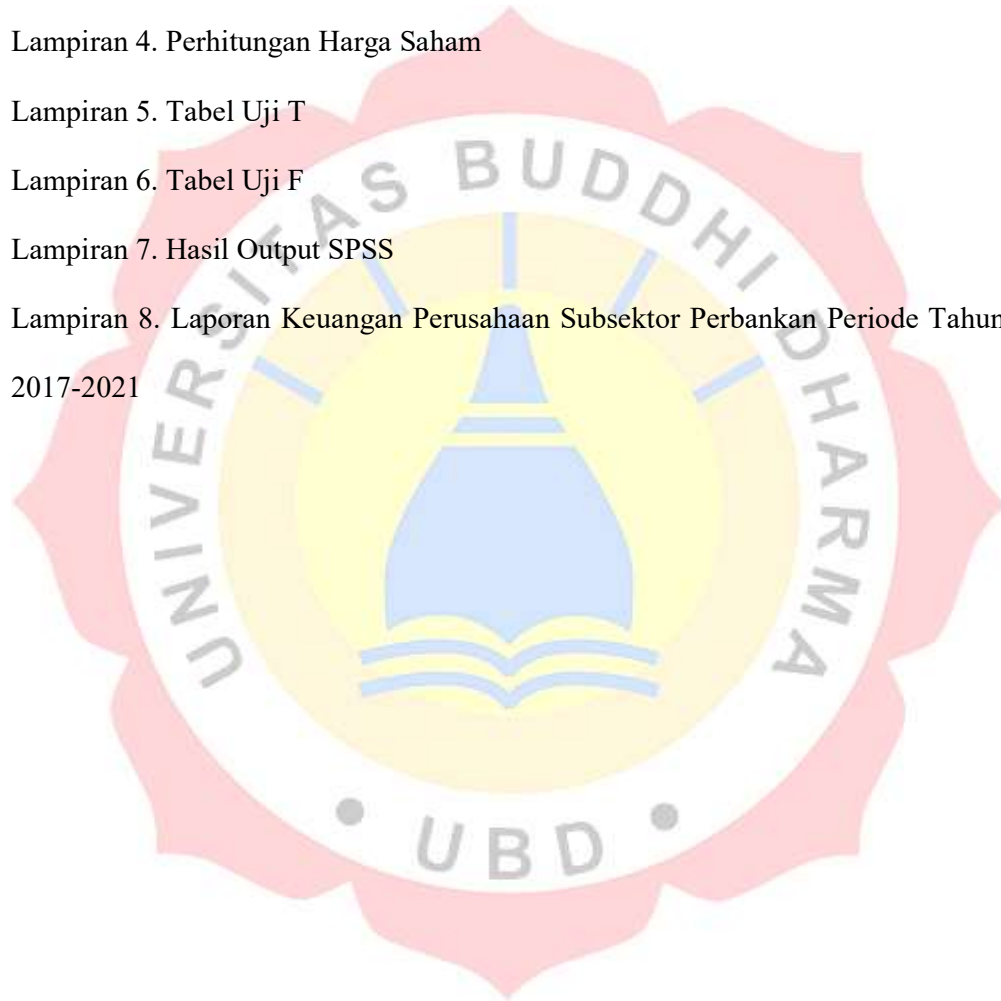 Lampiran 4. Perhitungan Harga Saham
Lampiran 5. Tabel Uji T
Lampiran 6. Tabel Uji F
Lampiran 7. Hasil Output SPSS
Lampiran 8. Laporan Keuangan Perusahaan Subsektor Perbankan Periode Tahun
2017-2021
UNIVERSITAS BUDDHI DHARMA
• UBD •